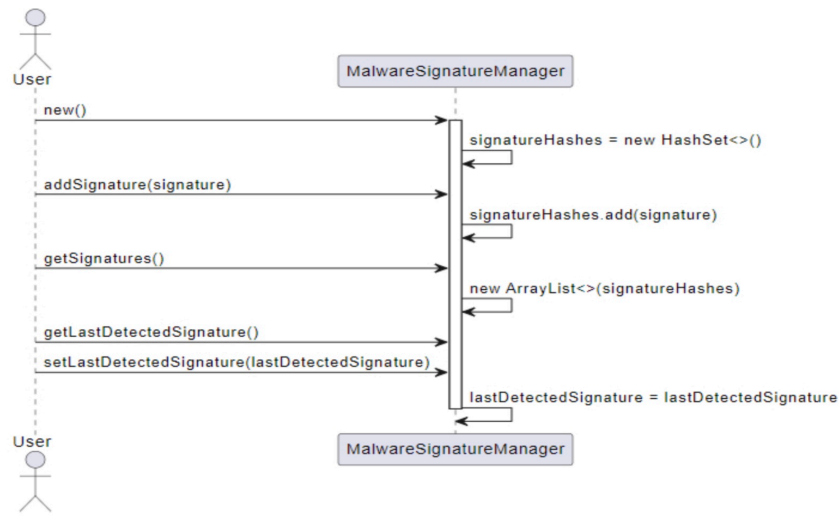 User
MalwareSignatureManager
new()
signatureHashes = new HashSet<>()
addSignature(signature)
signatureHashes.add(signature)
getSignatures()
new ArrayList<>(signatureHashes)
getLastDetectedSignature()
setLastDetectedSignature(lastDetectedSignature)
lastDetectedSignature = lastDetectedSignature
User
MalwareSignatureManager